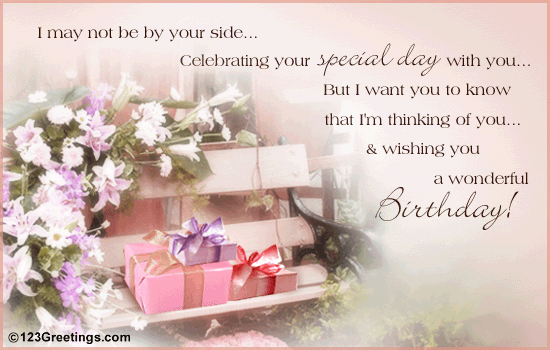 I may not be by your side...
Celebrating your special day with you...
But I want you to know
that I'm thinking of you...
& wishing you
a wonderful
Birthday!
©123Greetings.com